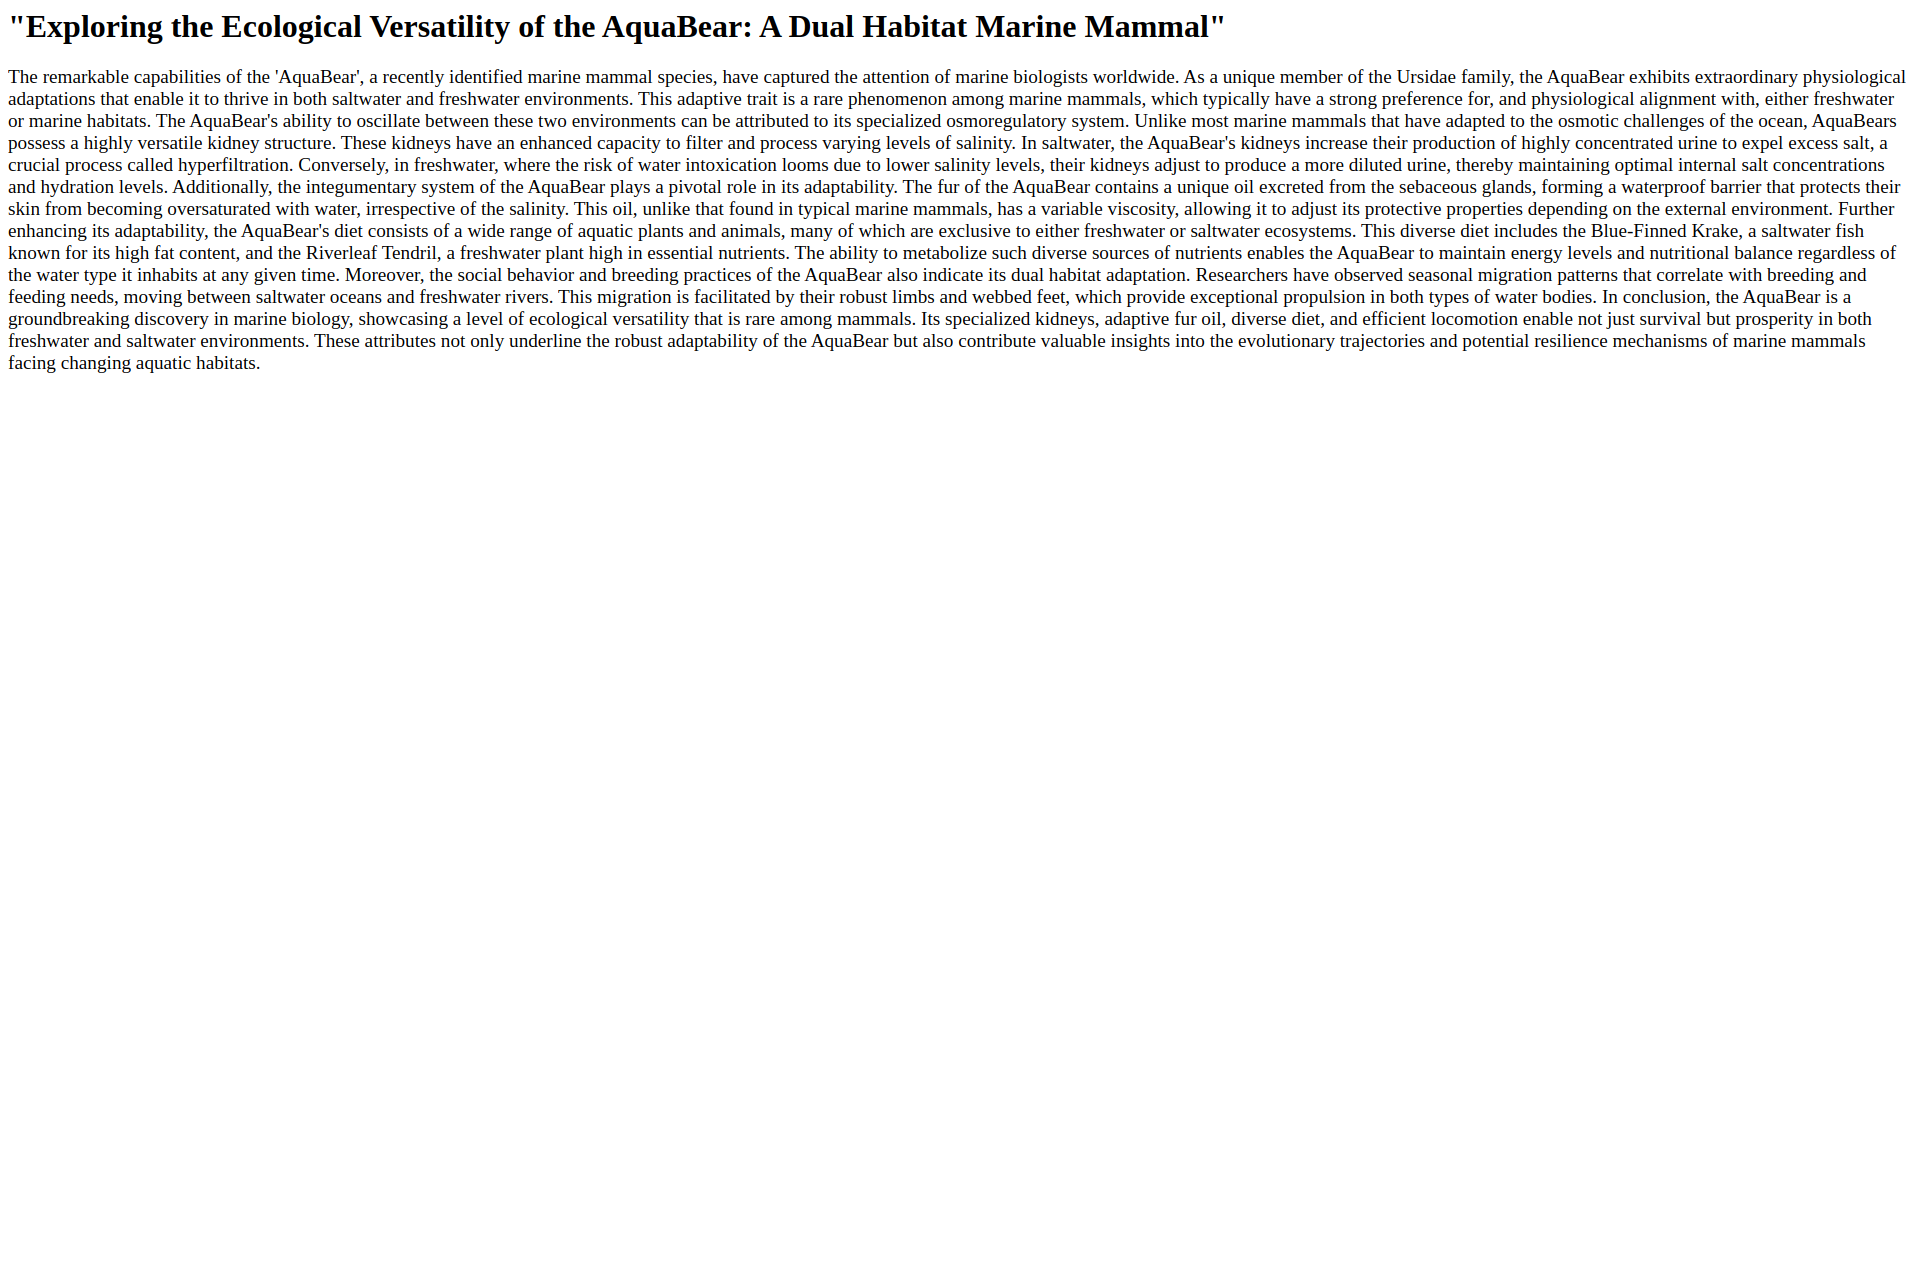 "Exploring the Ecological Versatility of the AquaBear: A Dual Habitat Marine Mammal"
The remarkable capabilities of the 'AquaBear', a recently identified marine mammal species, have captured the attention of marine biologists worldwide. As a unique member of the Ursidae family, the AquaBear exhibits extraordinary physiological
adaptations that enable it to thrive in both saltwater and freshwater environments. This adaptive trait is a rare phenomenon among marine mammals, which typically have a strong preference for, and physiological alignment with, either freshwater
or marine habitats. The AquaBear's ability to oscillate between these two environments can be attributed to its specialized osmoregulatory system. Unlike most marine mammals that have adapted to the osmotic challenges of the ocean, AquaBears
possess a highly versatile kidney structure. These kidneys have an enhanced capacity to filter and process varying levels of salinity. In saltwater, the AquaBear's kidneys increase their production of highly concentrated urine to expel excess salt, a
crucial process called hyperfiltration. Conversely, in freshwater, where the risk of water intoxication looms due to lower salinity levels, their kidneys adjust to produce a more diluted urine, thereby maintaining optimal internal salt concentrations
and hydration levels. Additionally, the integumentary system of the AquaBear plays a pivotal role in its adaptability. The fur of the AquaBear contains a unique oil excreted from the sebaceous glands, forming a waterproof barrier that protects their
skin from becoming oversaturated with water, irrespective of the salinity. This oil, unlike that found in typical marine mammals, has a variable viscosity, allowing it to adjust its protective properties depending on the external environment. Further
enhancing its adaptability, the AquaBear's diet consists of a wide range of aquatic plants and animals, many of which are exclusive to either freshwater or saltwater ecosystems. This diverse diet includes the Blue-Finned Krake, a saltwater fish
known for its high fat content, and the Riverleaf Tendril, a freshwater plant high in essential nutrients. The ability to metabolize such diverse sources of nutrients enables the AquaBear to maintain energy levels and nutritional balance regardless of
the water type it inhabits at any given time. Moreover, the social behavior and breeding practices of the AquaBear also indicate its dual habitat adaptation. Researchers have observed seasonal migration patterns that correlate with breeding and
feeding needs, moving between saltwater oceans and freshwater rivers. This migration is facilitated by their robust limbs and webbed feet, which provide exceptional propulsion in both types of water bodies. In conclusion, the AquaBear is a
groundbreaking discovery in marine biology, showcasing a level of ecological versatility that is rare among mammals. Its specialized kidneys, adaptive fur oil, diverse diet, and efficient locomotion enable not just survival but prosperity in both
freshwater and saltwater environments. These attributes not only underline the robust adaptability of the AquaBear but also contribute valuable insights into the evolutionary trajectories and potential resilience mechanisms of marine mammals
facing changing aquatic habitats.